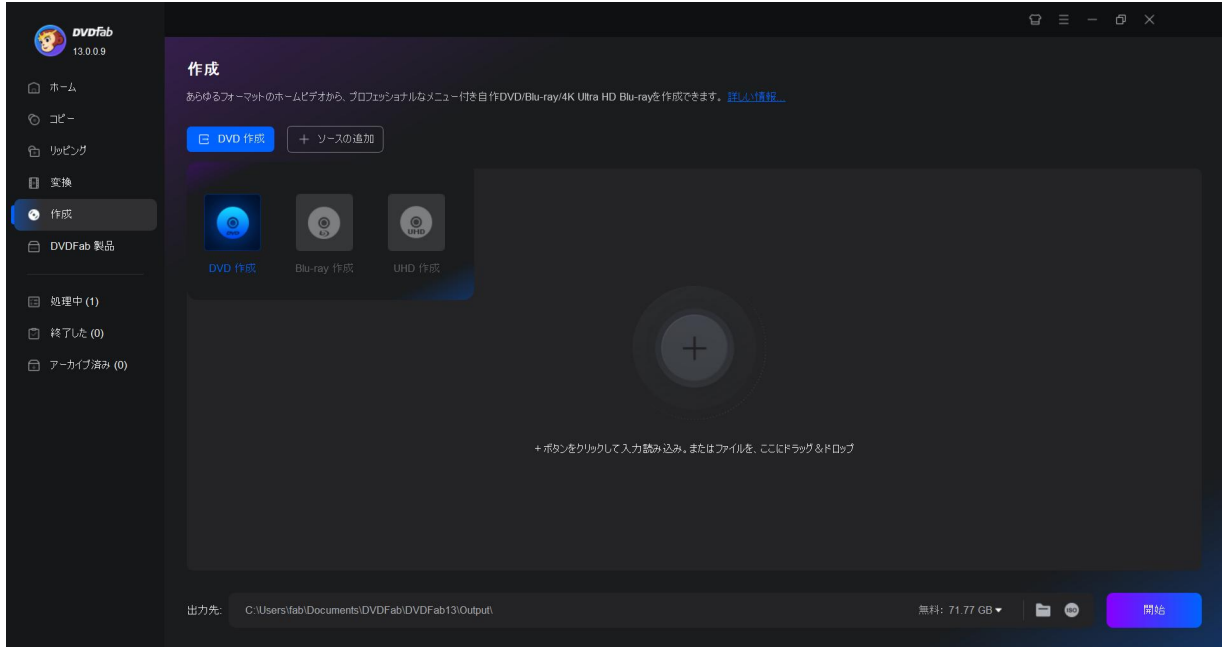 DVDFab
13.0.0.9
ホーム
コピー
リッピング
変換
作成
DVDFab 製品
処理中 (1)
終了した (0)
アーカイブ済み (0)
作成
あらゆるフォーマットのホームビデオから、プロフェッショナルなメニュー付き自作DVD/Blu-ray/4K Ultra HD Blu-rayを作成できます。 詳しい情報...
DVD 作成
+ ソースの追加
DVD
UHD
DVD 作成 Blu-ray 作成 UHD 作成
+ ボタンをクリックして入力読み込み。またはファイルを、ここにドラッグ&ドロップ
出力先: C:\Users\fab\Documents\DVDFab\DVDFab13\Output\ 無料: 71.77 GB ISO 開始